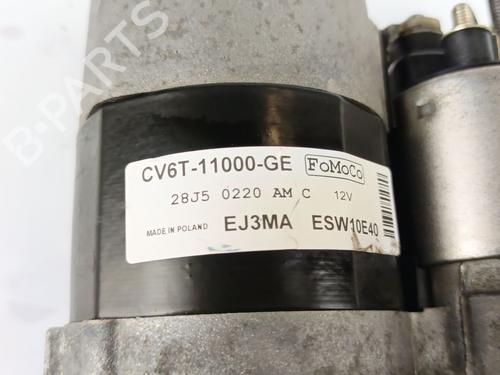 B-PARTS
CV6T-11000-GE FoMoCo
28J5 0220 AM C 12V
MADE IN POLAND EJ3MA ESW10E40